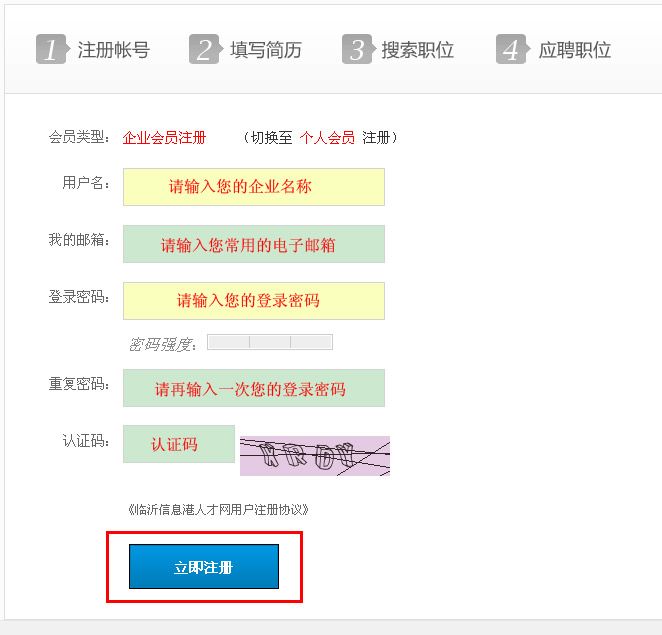 1 注册帐号 2 填写简历 3 搜索职位 4 应聘职位
会员类型: 企业会员注册 （切换至 个人会员 注册）
用户名: 请输入您的企业名称
我的邮箱: 请输入您常用的电子邮箱
登录密码: 请输入您的登录密码
密码强度:
重复密码: 请再输入一次您的登录密码
认证码: 认证码
《临沂信息港人才网用户注册协议》
立即注册